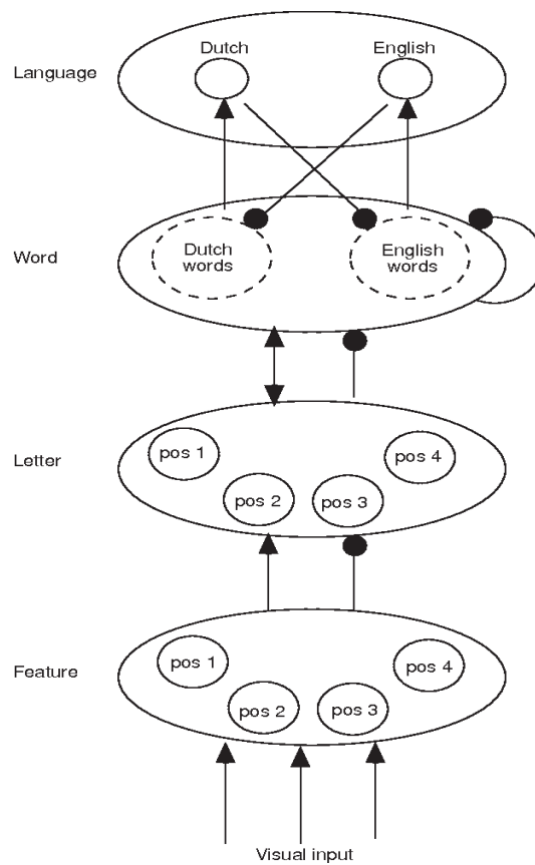 Dutch English
Language
Word
Dutch words
English words
Letter
pos 1
pos 4
pos 2
pos 3
Feature
pos 1
pos 4
pos 2
pos 3
Visual input